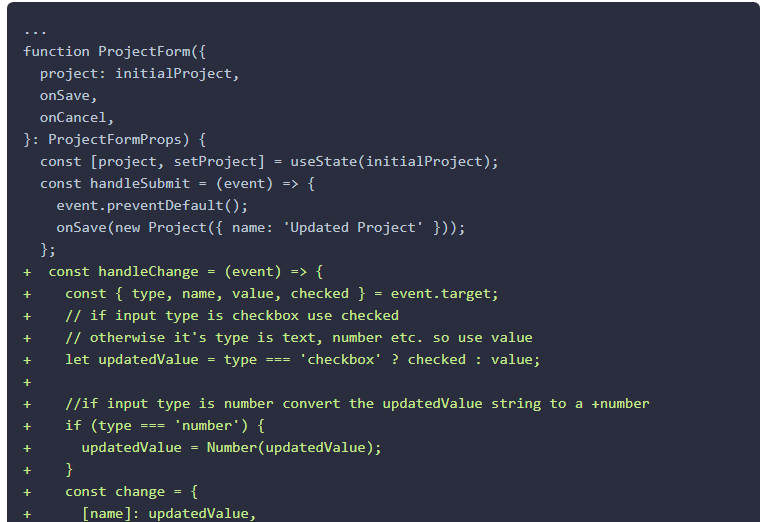 ...
function ProjectForm({
  project: initialProject,
  onSave,
  onCancel,
}: ProjectFormProps) {
  const [project, setProject] = useState(initialProject);
  const handleSubmit = (event) => {
    event.preventDefault();
    onSave(new Project({ name: 'Updated Project' }));
  };
+  const handleChange = (event) => {
+    const { type, name, value, checked } = event.target;
+    // if input type is checkbox use checked
+    // otherwise it's type is text, number etc. so use value
+    let updatedValue = type === 'checkbox' ? checked : value;
+
+    //if input type is number convert the updatedValue string to a +number
+    if (type === 'number') {
+      updatedValue = Number(updatedValue);
+    }
+    const change = {
+      [name]: updatedValue,